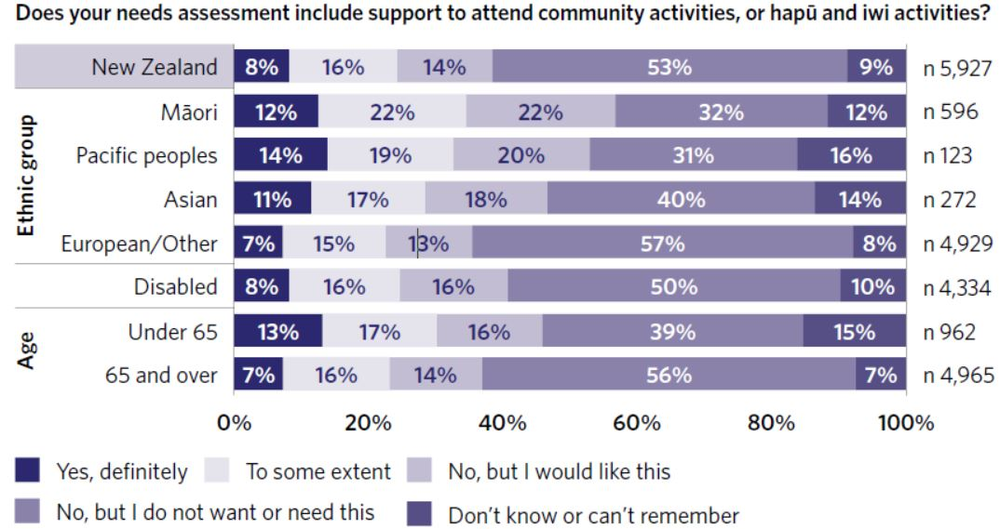 Does your needs assessment include support to attend community activities, or hapū and iwi activities?
New Zealand 8% 16% 14% 53% 9% n 5,927
Ethnic group
Māori 12% 22% 22% 32% 12% n 596
Pacific peoples 14% 19% 20% 31% 16% n 123
Asian 11% 17% 18% 40% 14% n 272
European/Other 7% 15% 13% 57% 8% n 4,929
Disabled 8% 16% 16% 50% 10% n 4,334
Age
Under 65 13% 17% 16% 39% 15% n 962
65 and over 7% 16% 14% 56% 7% n 4,965
0% 20% 40% 60% 80% 100%
Yes, definitely To some extent No, but I would like this
No, but I do not want or need this Don't know or can't remember